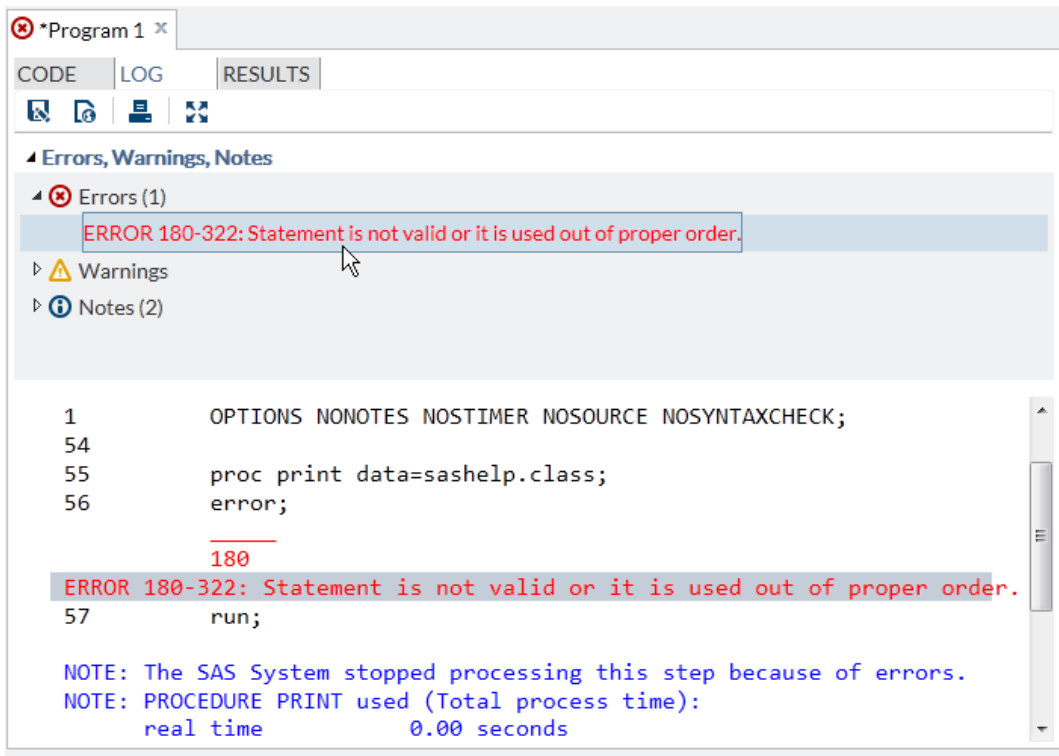 *Program 1 x
CODE LOG RESULTS
Errors, Warnings, Notes
Errors (1)
ERROR 180-322: Statement is not valid or it is used out of proper order.
Warnings
Notes (2)
1 OPTIONS NONOTES NOSTIMER NOSOURCE NOSYNTAXCHECK;
54
55 proc print data=sashelp.class;
56 error;
_____
180
ERROR 180-322: Statement is not valid or it is used out of proper order.
57 run;
NOTE: The SAS System stopped processing this step because of errors.
NOTE: PROCEDURE PRINT used (Total process time):
real time 0.00 seconds